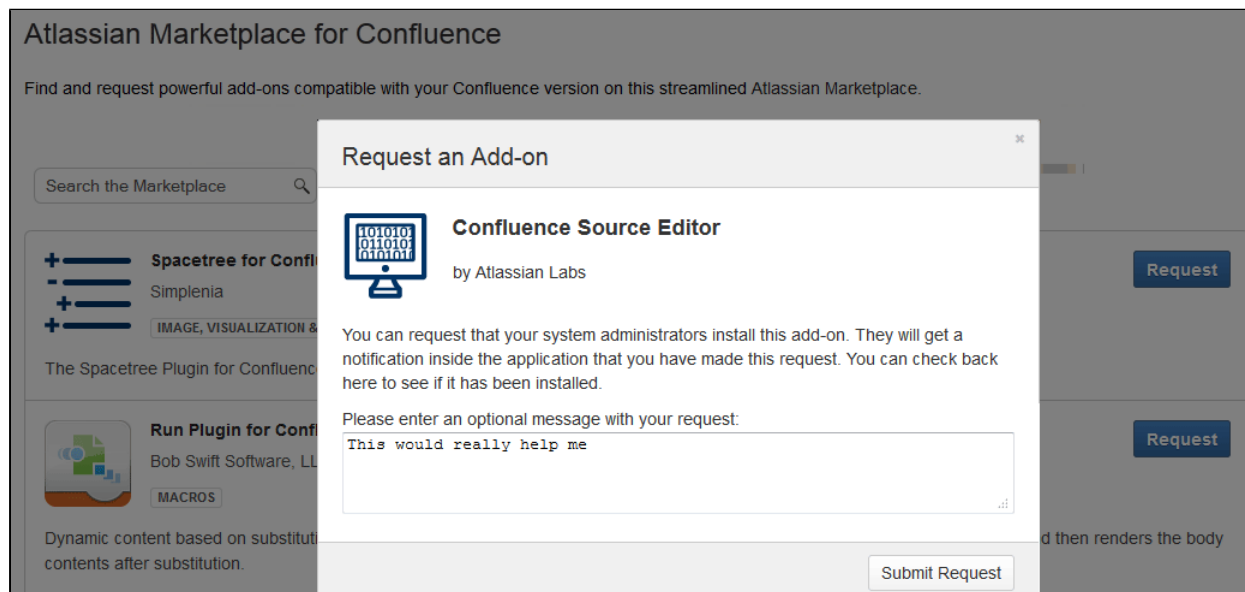 Atlassian Marketplace for Confluence
Find and request powerful add-ons compatible with your Confluence version on this streamlined Atlassian Marketplace.
Search the Marketplace
Request an Add-on
×
1010101
0110101
0101010
Confluence Source Editor
by Atlassian Labs
You can request that your system administrators install this add-on. They will get a
notification inside the application that you have made this request. You can check back
here to see if it has been installed.
Please enter an optional message with your request:
This would really help me
Submit Request
Spacetree for Confl
Simplenia
IMAGE, VISUALIZATION &
Request
The Spacetree Plugin for Confluenc
Run Plugin for Confl
Bob Swift Software, LL
MACROS
Request
Dynamic content based on substituti
d then renders the body
contents after substitution.